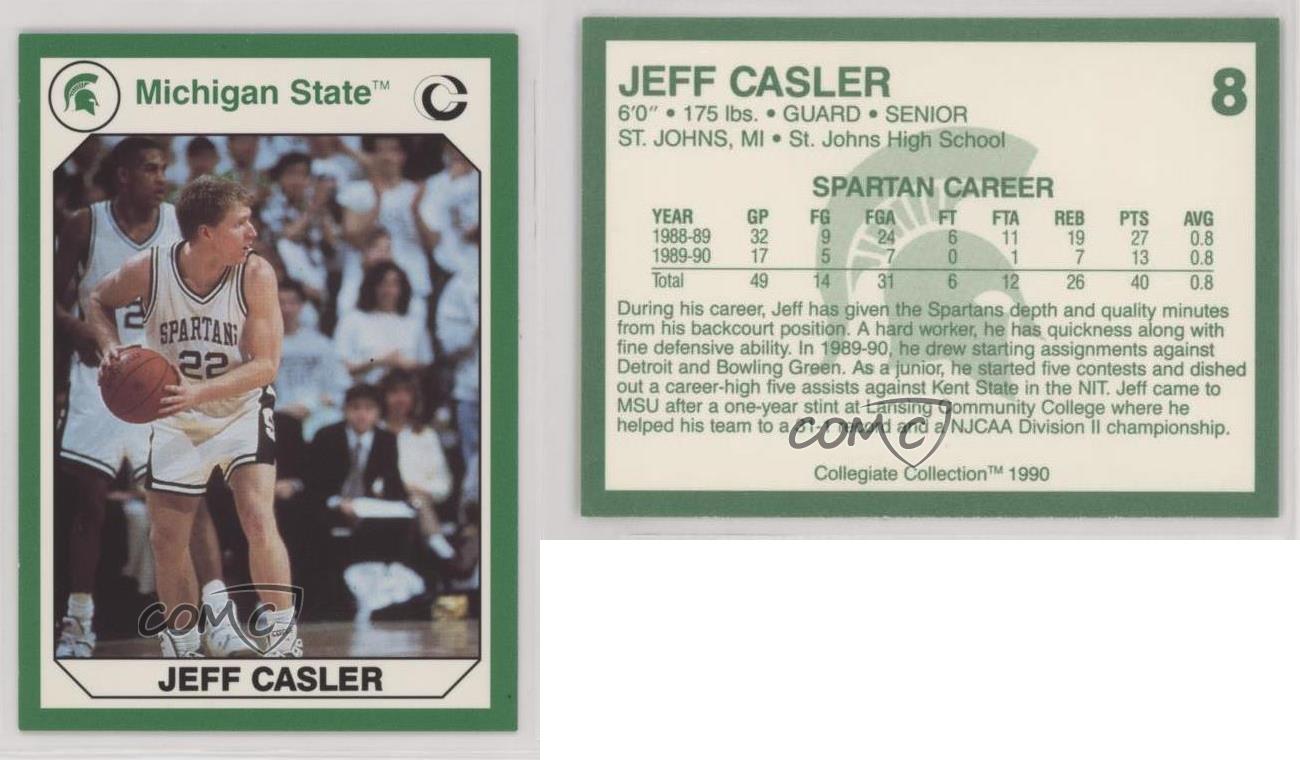 Michigan State™
SPARTANS
22
JEFF CASLER
COMC
JEFF CASLER
8
6'0" • 175 lbs. • GUARD • SENIOR
ST. JOHNS, MI • St. Johns High School
SPARTAN CAREER
YEAR GP FG FGA FT FTA REB PTS AVG
1988-89 32 9 24 6 11 19 27 0.8
1989-90 17 5 7 0 1 7 13 0.8
Total 49 14 31 6 12 26 40 0.8
During his career, Jeff has given the Spartans depth and quality minutes
from his backcourt position. A hard worker, he has quickness along with
fine defensive ability. In 1989-90, he drew starting assignments against
Detroit and Bowling Green. As a junior, he started five contests and dished
out a career-high five assists against Kent State in the NIT. Jeff came to
MSU after a one-year stint at Lansing Community College where he
helped his team to a 31-1 record and a NJCAA Division II championship.
COMC
Collegiate Collection™ 1990